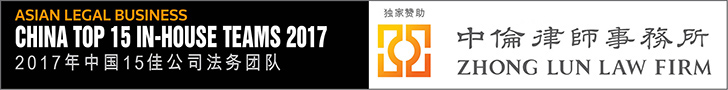 ASIAN LEGAL BUSINESS
CHINA TOP 15 IN-HOUSE TEAMS 2017
2017年中国15佳公司法务团队
独家赞助
中倫律師事務所
ZHONG LUN LAW FIRM